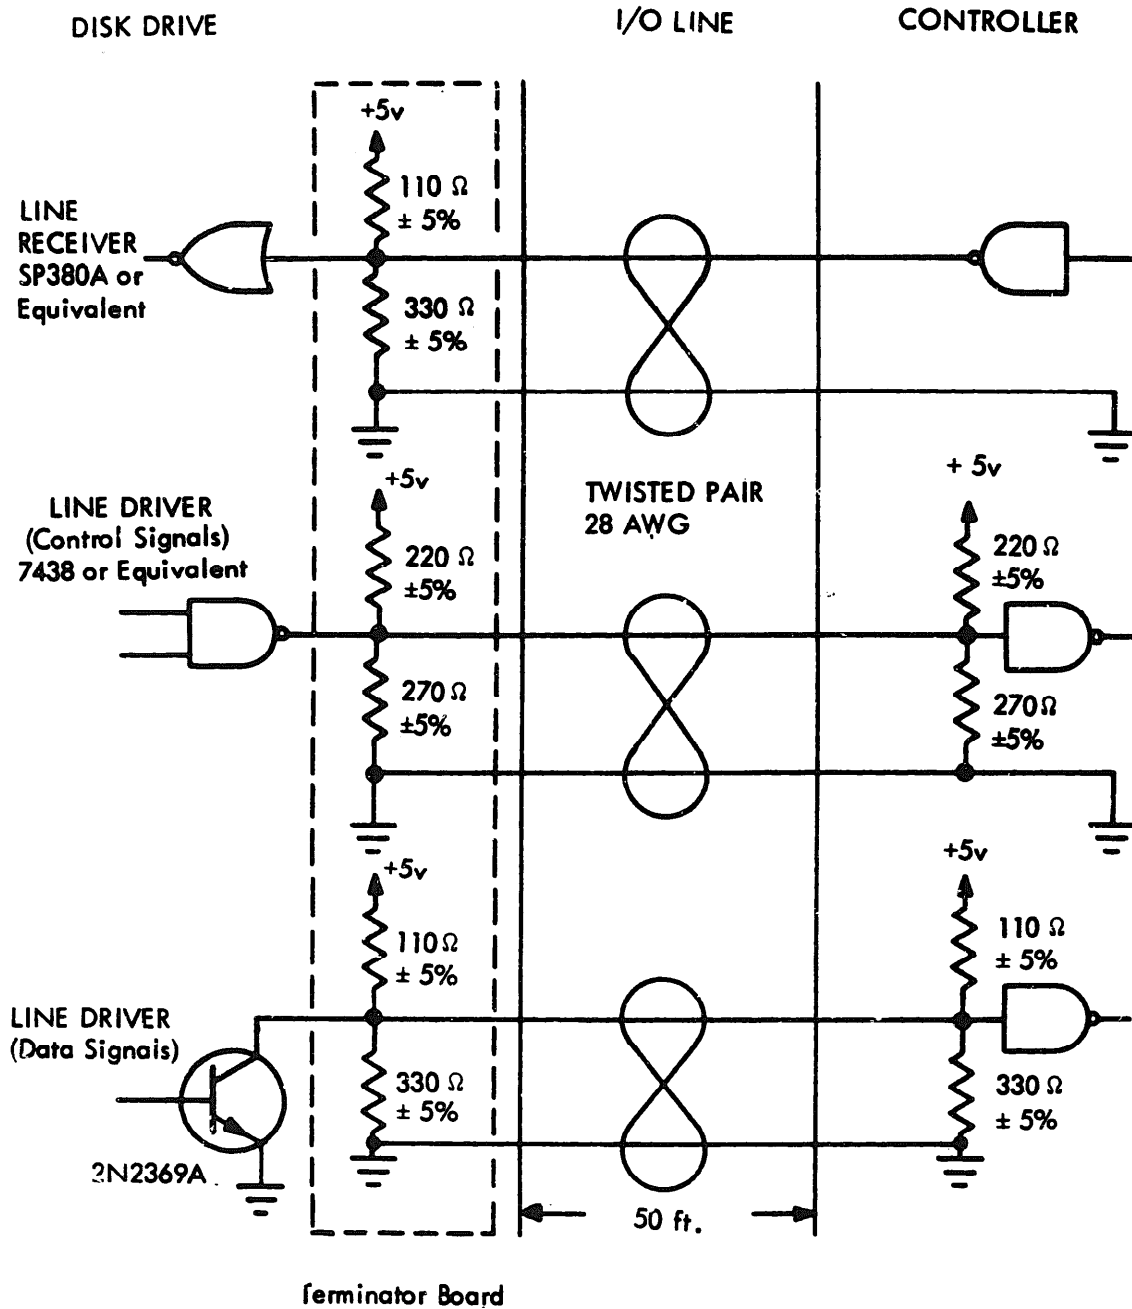 DISK DRIVE
I/O LINE
CONTROLLER
+5v
110 Ω
± 5%
LINE
RECEIVER
SP380A or
Equivalent
330 Ω
± 5%
+5v
TWISTED PAIR
28 AWG
+ 5v
LINE DRIVER
(Control Signals)
7438 or Equivalent
220 Ω
±5%
220 Ω
±5%
270 Ω
±5%
270Ω
±5%
+5v
+5v
110Ω
± 5%
110 Ω
± 5%
LINE DRIVER
(Data Signals)
330 Ω
± 5%
330 Ω
± 5%
2N2369A
50 ft.
Terminator Board